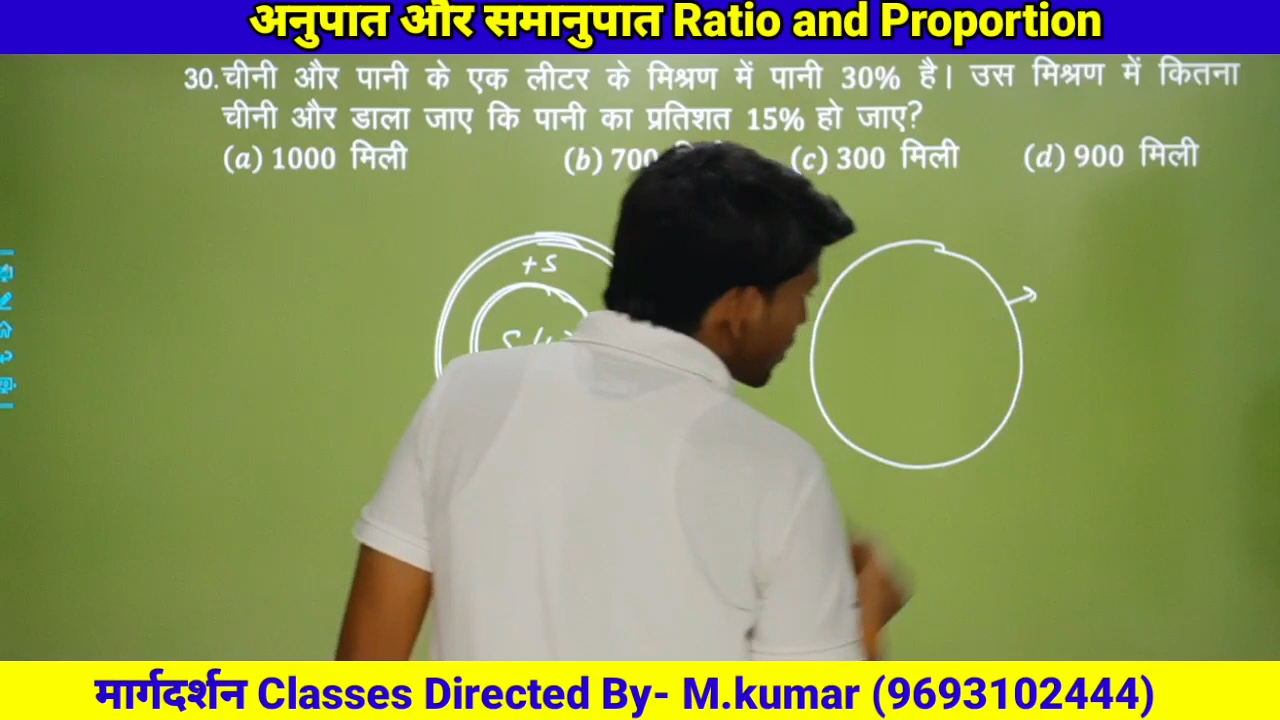 अनुपात और समानुपात Ratio and Proportion
30. चीनी और पानी के एक लीटर के मिश्रण में पानी 30% है। उस मिश्रण में कितना
चीनी और डाला जाए कि पानी का प्रतिशत 15% हो जाए?
(a) 1000 मिली (b) 700 (c) 300 मिली (d) 900 मिली
+S
मार्गदर्शन Classes Directed By- M.kumar (9693102444)